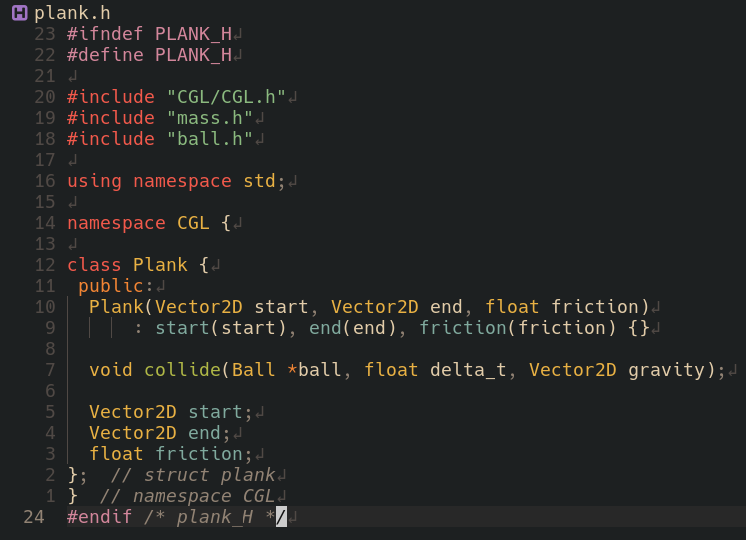 H plank.h
23 #ifndef PLANK_H↲
22 #define PLANK_H↲
21 ↲
20 #include "CGL/CGL.h"↲
19 #include "mass.h"↲
18 #include "ball.h"↲
17 ↲
16 using namespace std;↲
15 ↲
14 namespace CGL {↲
13 ↲
12 class Plank {↲
11  public:↲
10   Plank(Vector2D start, Vector2D end, float friction)↲
9       : start(start), end(end), friction(friction) {}↲
8
7   void collide(Ball *ball, float delta_t, Vector2D gravity);↲
6
5   Vector2D start;↲
4   Vector2D end;↲
3   float friction;↲
2 };  // struct plank↲
1 }  // namespace CGL↲
24 #endif /* plank_H */↲